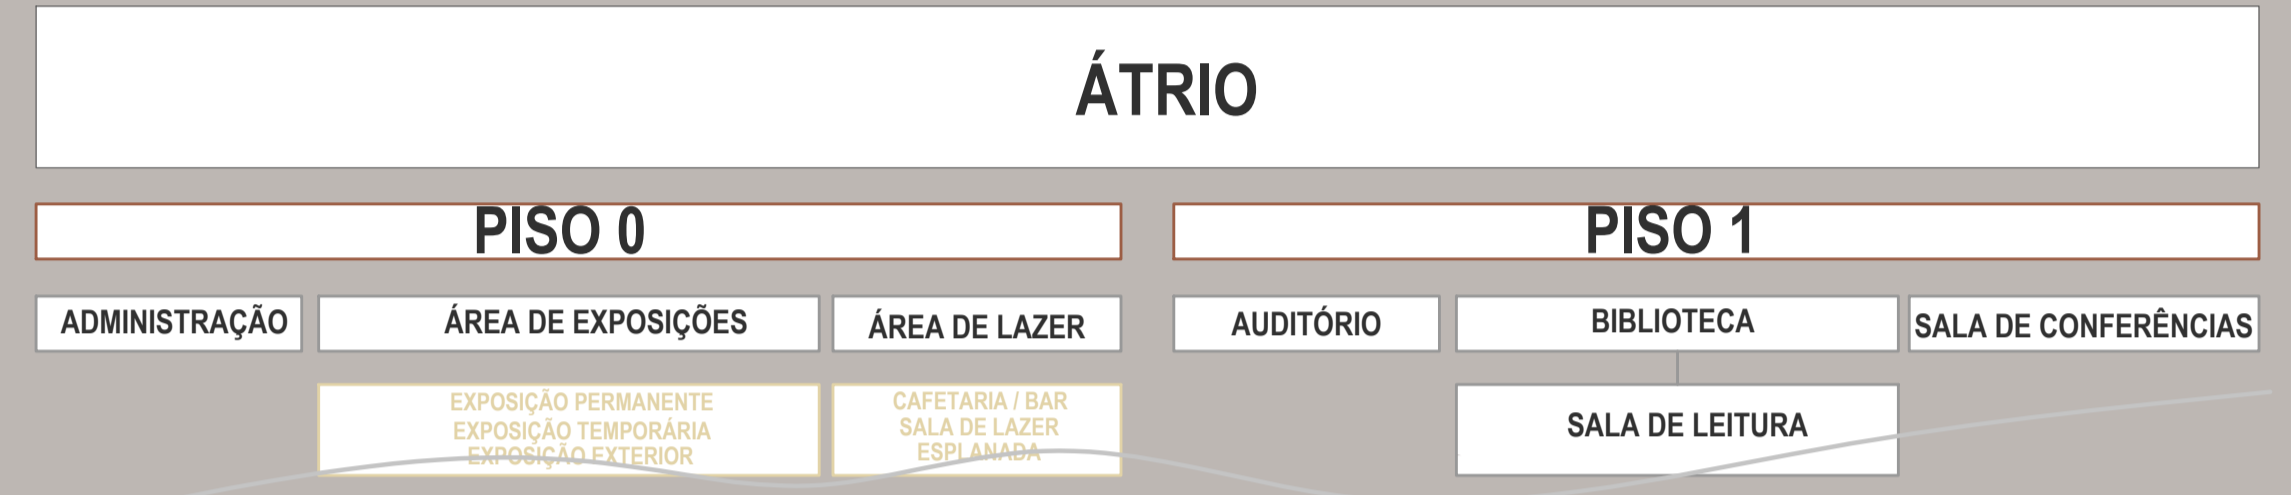 ÁTRIO
PISO 0
PISO 1
ADMINISTRAÇÃO
ÁREA DE EXPOSIÇÕES
ÁREA DE LAZER
AUDITÓRIO
BIBLIOTECA
SALA DE CONFERÊNCIAS
EXPOSIÇÃO PERMANENTE
EXPOSIÇÃO TEMPORÁRIA
EXPOSIÇÃO EXTERIOR
CAFETARIA / BAR
SALA DE LAZER
ESPLANADA
SALA DE LEITURA